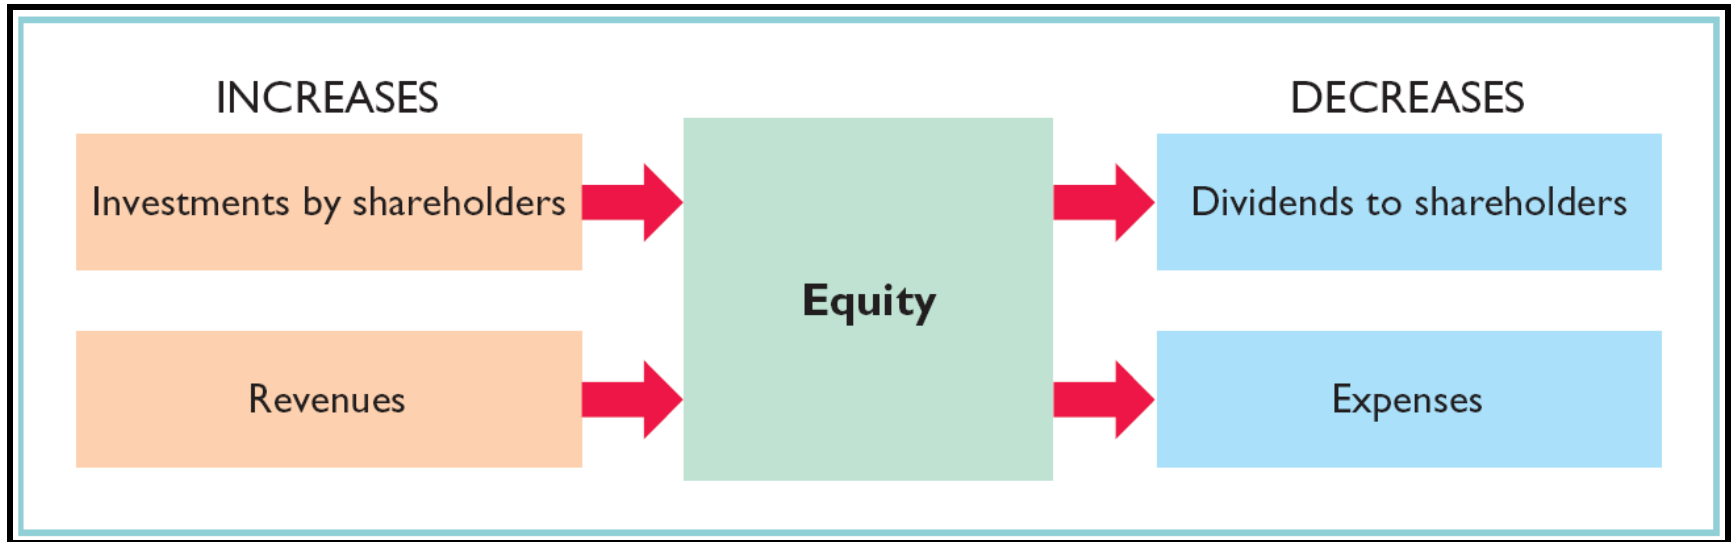 INCREASES
DECREASES
Investments by shareholders
Dividends to shareholders
Equity
Revenues
Expenses